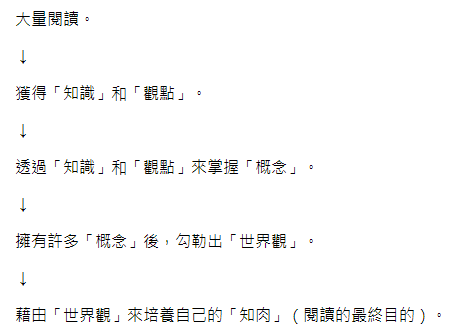 大量閱讀。
↓
獲得「知識」和「觀點」。
↓
透過「知識」和「觀點」來掌握「概念」。
↓
擁有許多「概念」後，勾勒出「世界觀」。
↓
藉由「世界觀」來培養自己的「知肉」（閱讀的最終目的）。